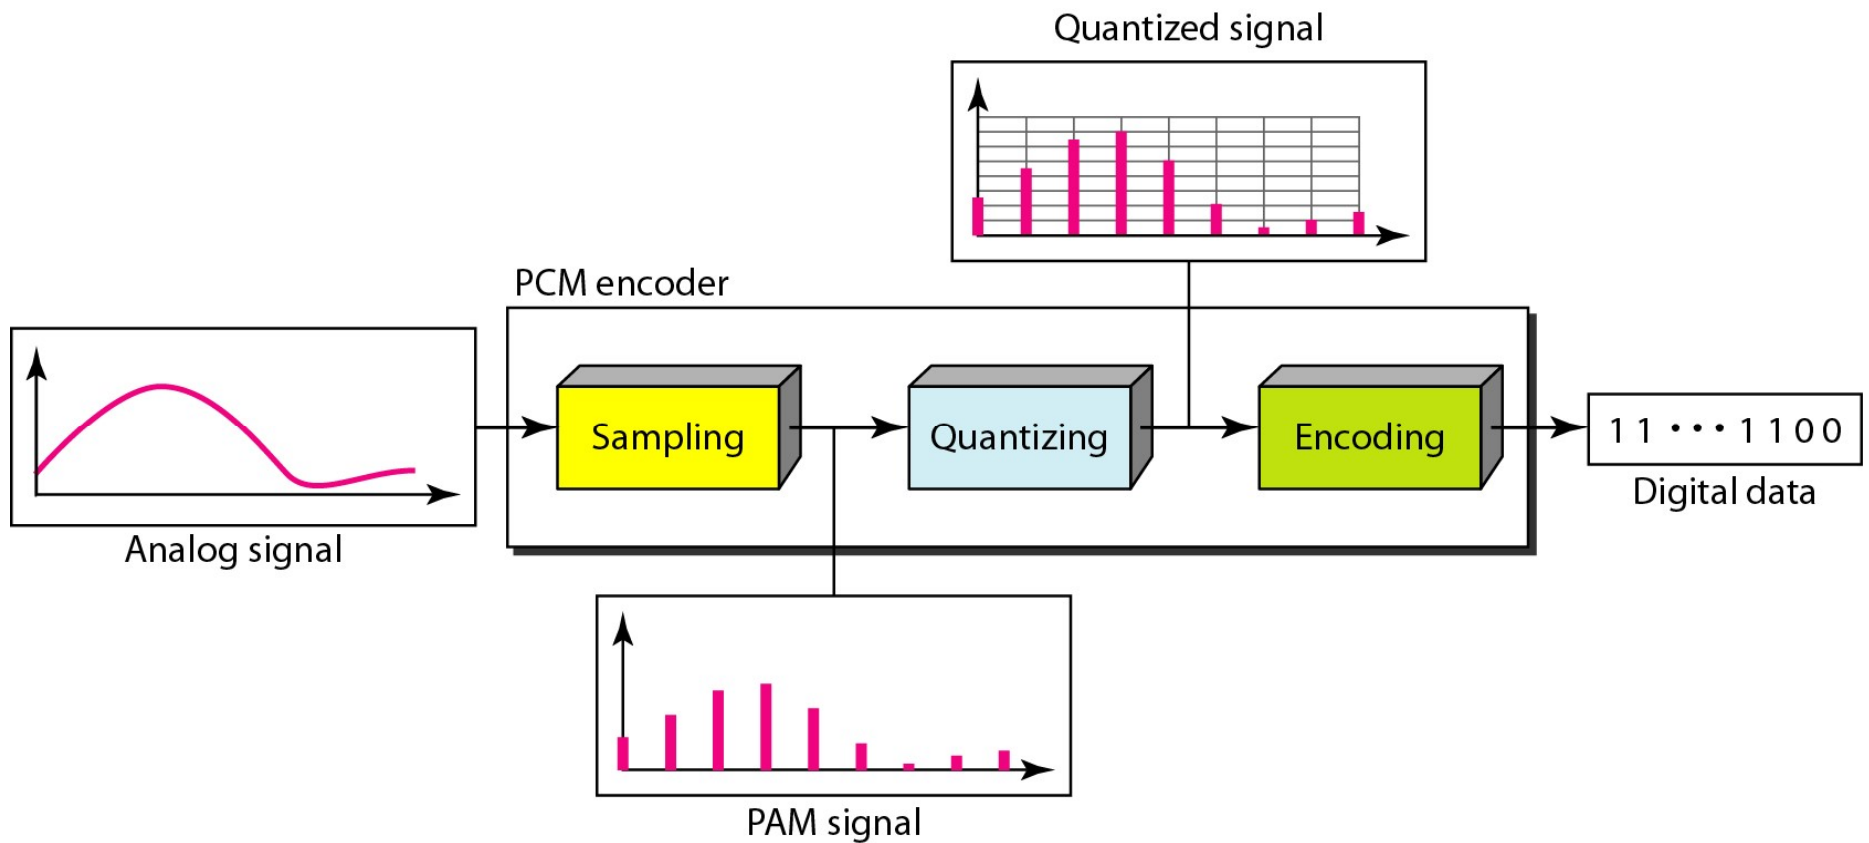 Quantized signal
PCM encoder
Sampling
Quantizing
Encoding
1 1 • • • 1 1 0 0
Digital data
Analog signal
PAM signal